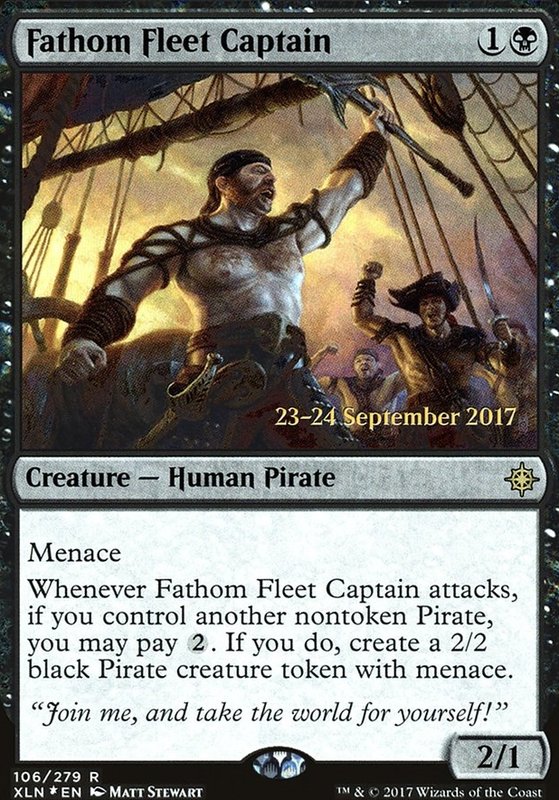 Fathom Fleet Captain 1
23–24 September 2017
Creature — Human Pirate
Menace
Whenever Fathom Fleet Captain attacks,
if you control another nontoken Pirate,
you may pay 2. If you do, create a 2/2
black Pirate creature token with menace.
“Join me, and take the world for yourself!”
2/1
106/279 R
XLN ★ EN Matt Stewart
™ & © 2017 Wizards of the Coast